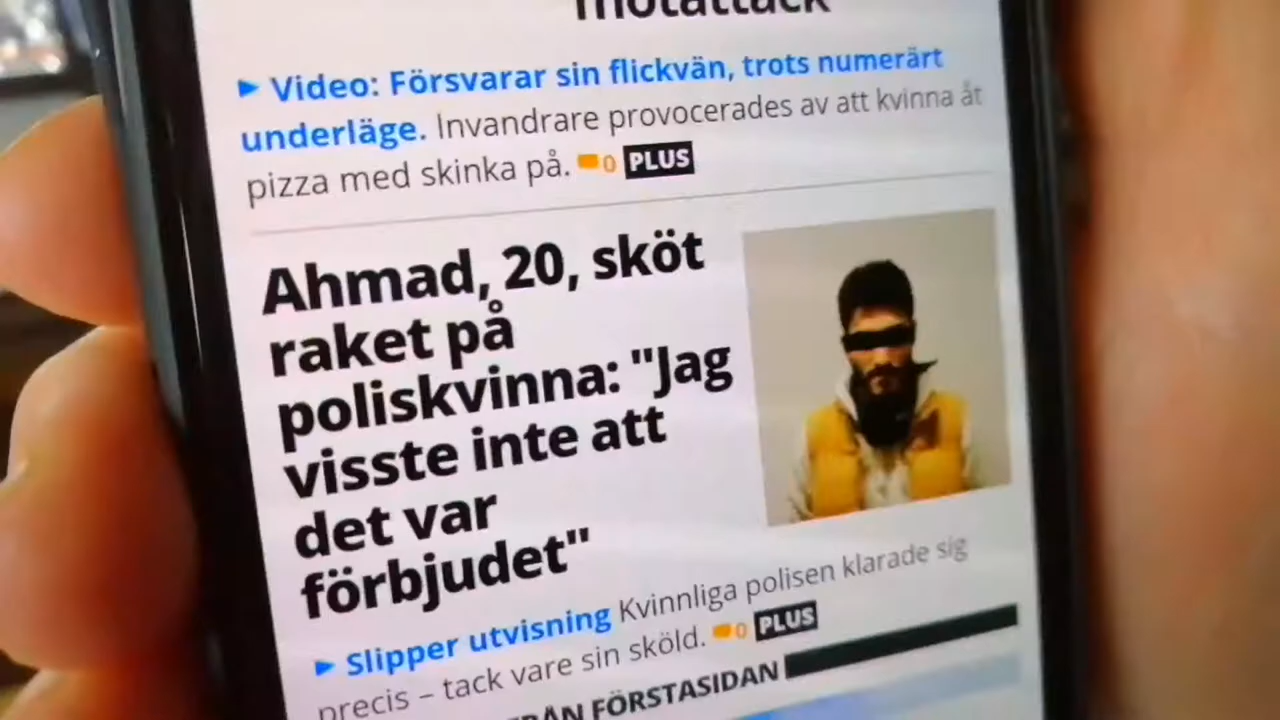 motattack
Video: Försvarar sin flickvän, trots numerärt
underläge. Invandrare provocerades av att kvinna åt
pizza med skinka på. 0 PLUS
Ahmad, 20, sköt
raket på
poliskvinna: "Jag
visste inte att
det var
förbjudet"
Slipper utvisning Kvinnliga polisen klarade sig
precis – tack vare sin sköld. 0 PLUS
FRÅN FÖRSTASIDAN